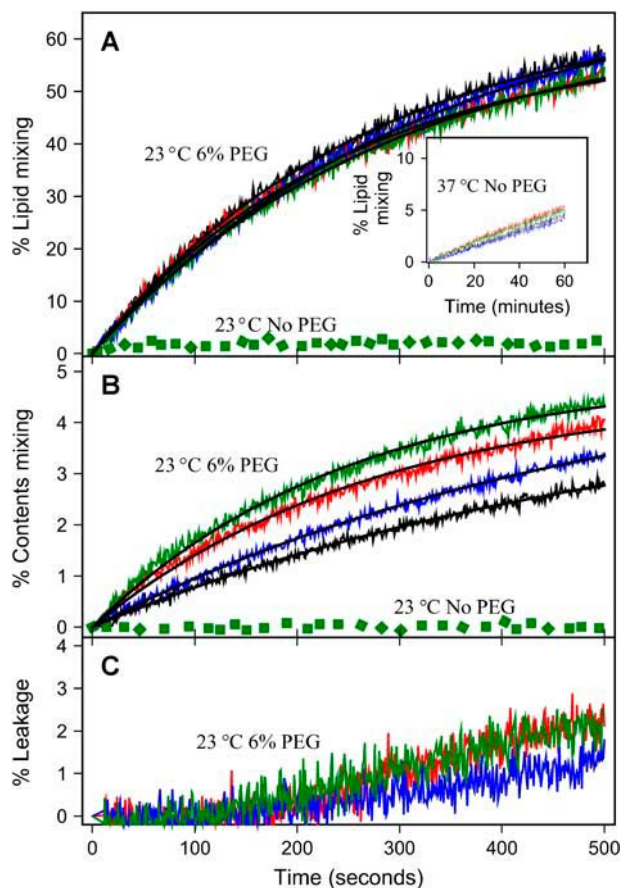 A
60
50
40
30
20
10
0
% Lipid mixing
23 °C 6% PEG
23 °C No PEG
10
5
0
% Lipid
mixing
37 °C No PEG
0 20 40 60
Time (minutes)
B
5
4
3
2
1
0
% Contents mixing
23 °C 6% PEG
23 °C No PEG
C
4
3
2
1
0
% Leakage
23 °C 6% PEG
0 100 200 300 400 500
Time (seconds)